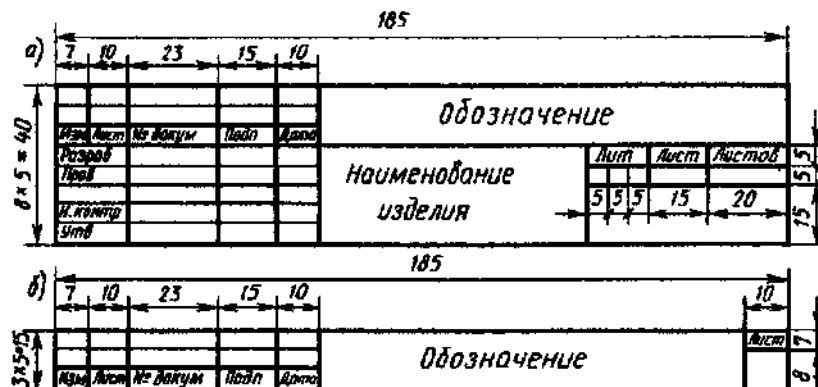 185
а) 7 10 23 15 10
Обозначение
Изм Лист № докум Подп Дата
Разраб
Лит Лист Листов 5
Пров
5
Наименование
изделия
5 5 5 15 20
15
Н. контр
Утв
8×5=40
185
б) 7 10 23 15 10 10
Лист 7
Обозначение
8
Изм Лист № докум Подп Дата
3×5=15